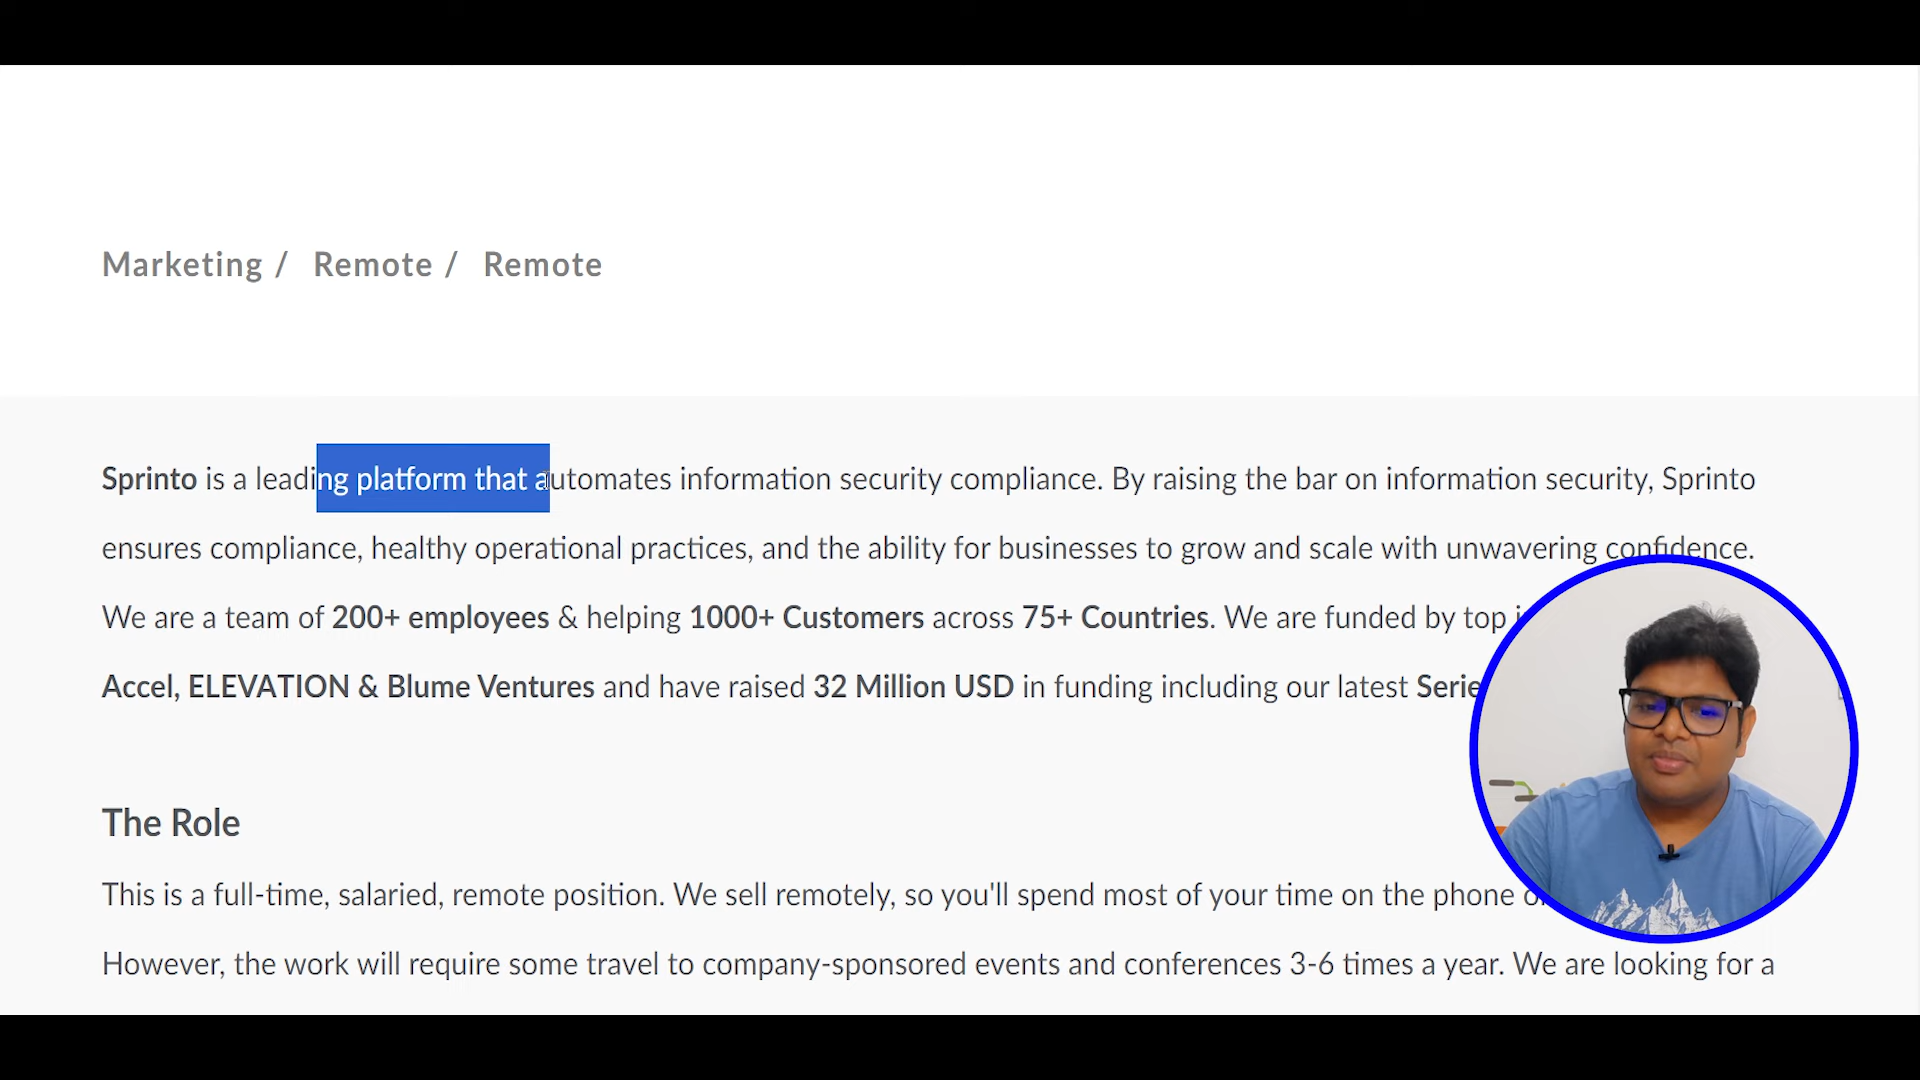 Marketing / Remote / Remote
Sprinto is a leading platform that automates information security compliance. By raising the bar on information security, Sprinto
ensures compliance, healthy operational practices, and the ability for businesses to grow and scale with unwavering confidence.
We are a team of 200+ employees & helping 1000+ Customers across 75+ Countries. We are funded by top
Accel, ELEVATION & Blume Ventures and have raised 32 Million USD in funding including our latest
The Role
This is a full-time, salaried, remote position. We sell remotely, so you'll spend most of your time on the phone
However, the work will require some travel to company-sponsored events and conferences 3-6 times a year. We are looking for a